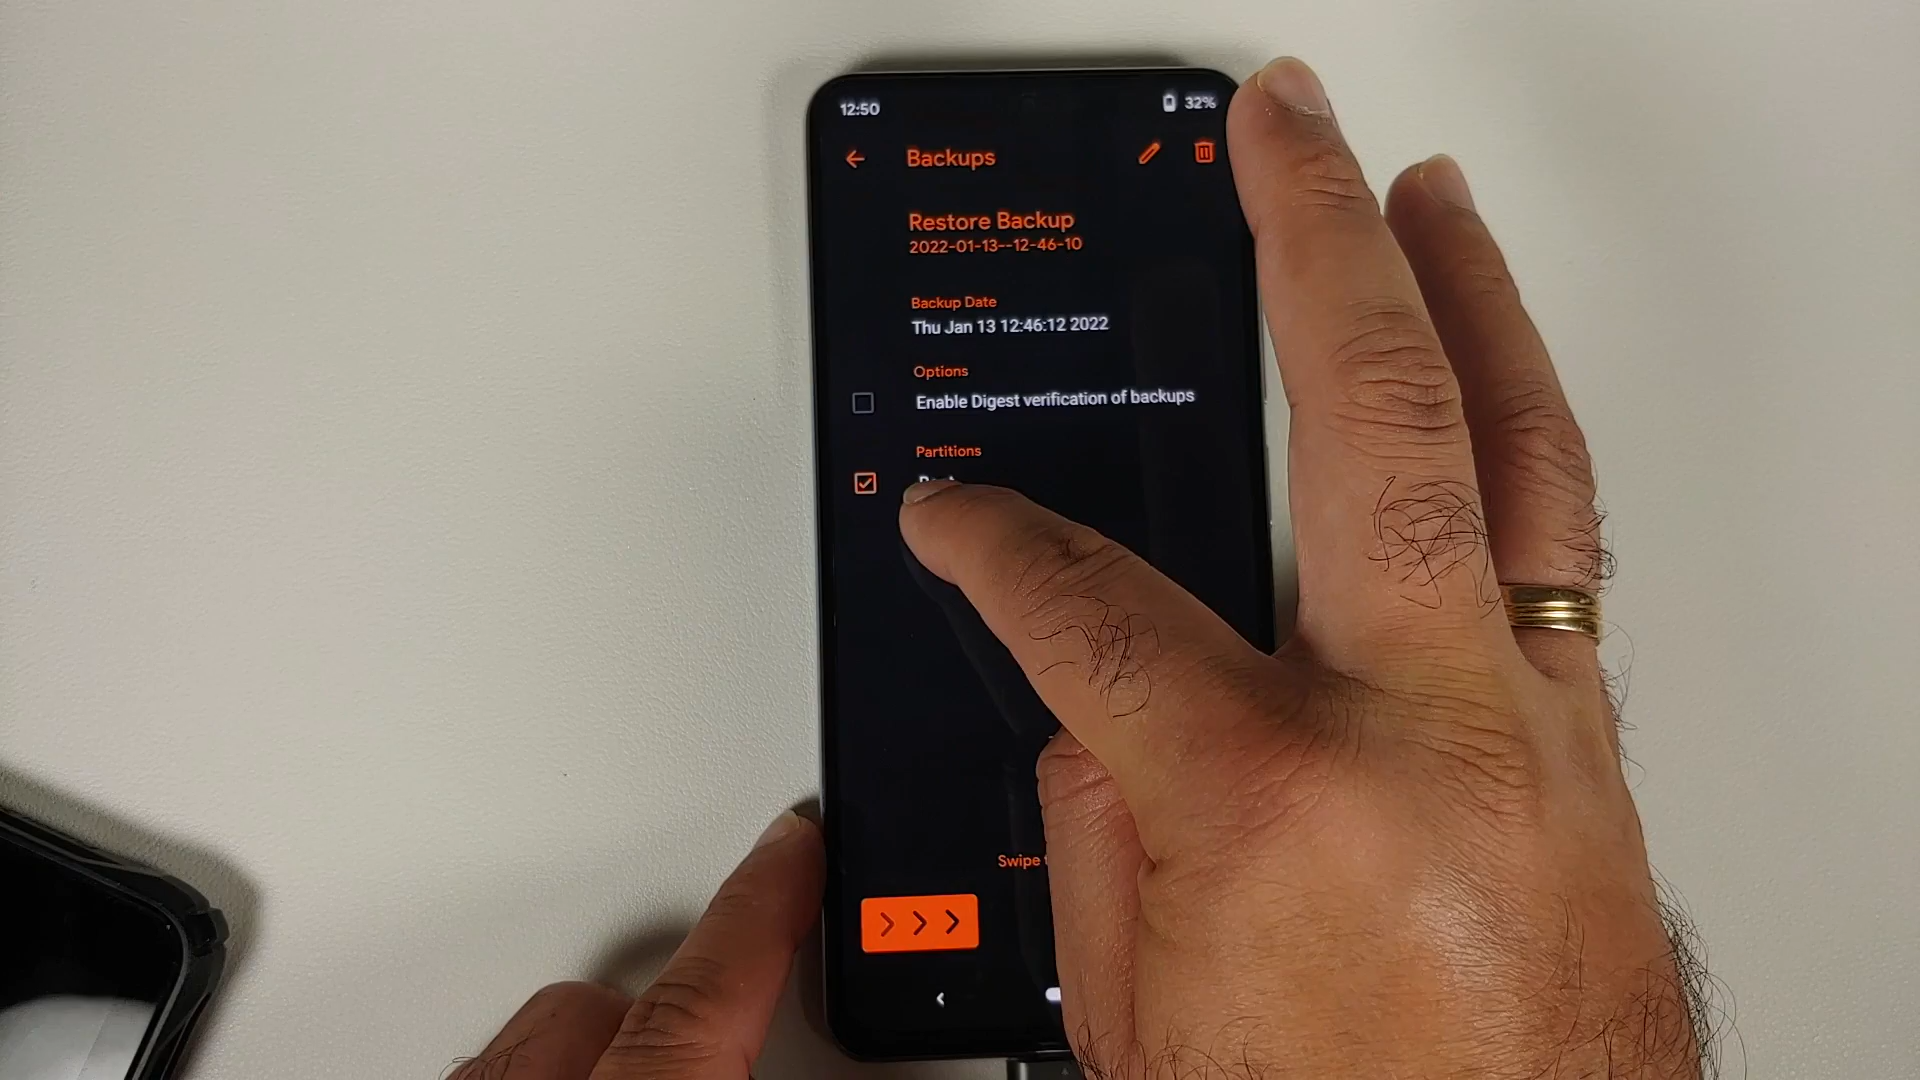 12:50
32%
Backups
Restore Backup
2022-01-13--12-46-10
Backup Date
Thu Jan 13 12:46:12 2022
Options
Enable Digest verification of backups
Partitions
Swipe